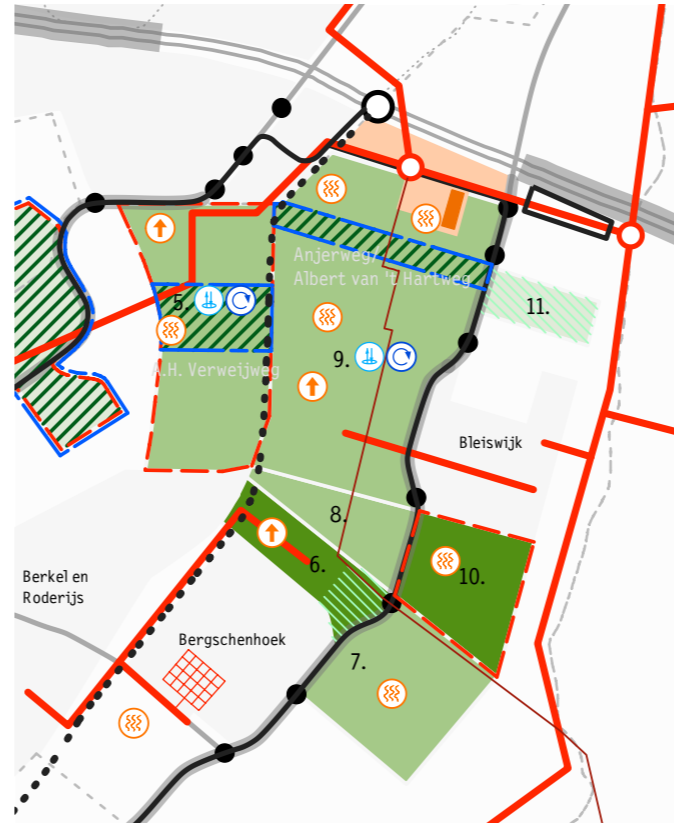 Anjerweg/
Albert van 't Hartweg
5.
11.
9.
A.H. Verweijweg
Bleiswijk
8.
6.
10.
Berkel en
Roderijs
Bergschenhoek
7.